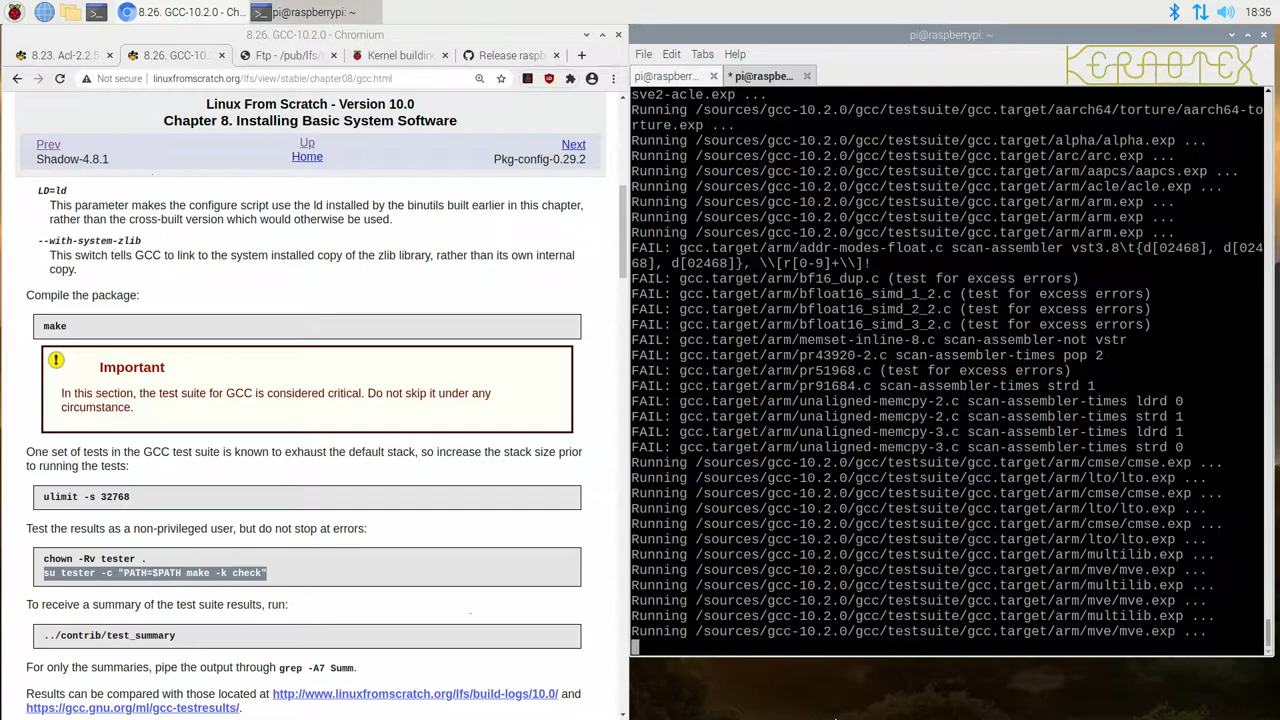 8.26. GCC-10.2.0 - Ch...
pi@raspberrypi: ~
18:36
8.26. GCC-10.2.0 - Chromium
8.23. Acl-2.2.5
8.26. GCC-10.2.
Ftp - /pub/lfs/
Kernel building
Release raspb
Not secure | linuxfromscratch.org/lfs/view/stable/chapter08/gcc.html
Linux From Scratch - Version 10.0
Chapter 8. Installing Basic System Software
Prev
Up
Next
Shadow-4.8.1
Home
Pkg-config-0.29.2
LD=ld
This parameter makes the configure script use the ld installed by the binutils built earlier in this chapter,
rather than the cross-built version which would otherwise be used.
--with-system-zlib
This switch tells GCC to link to the system installed copy of the zlib library, rather than its own internal
copy.
Compile the package:
make
Important
In this section, the test suite for GCC is considered critical. Do not skip it under any
circumstance.
One set of tests in the GCC test suite is known to exhaust the default stack, so increase the stack size prior
to running the tests:
ulimit -s 32768
Test the results as a non-privileged user, but do not stop at errors:
chown -Rv tester .
su tester -c "PATH=$PATH make -k check"
To receive a summary of the test suite results, run:
../contrib/test_summary
For only the summaries, pipe the output through grep -A7 Summ.
Results can be compared with those located at http://www.linuxfromscratch.org/lfs/build-logs/10.0/ and
https://gcc.gnu.org/ml/gcc-testresults/.
pi@raspberrypi: ~
File Edit Tabs Help
KERAOTEX
pi@raspberr...
* pi@raspbe...
sve2-acle.exp ...
Running /sources/gcc-10.2.0/gcc/testsuite/gcc.target/aarch64/torture/aarch64-to
rture.exp ...
Running /sources/gcc-10.2.0/gcc/testsuite/gcc.target/alpha/alpha.exp ...
Running /sources/gcc-10.2.0/gcc/testsuite/gcc.target/arc/arc.exp ...
Running /sources/gcc-10.2.0/gcc/testsuite/gcc.target/arm/aapcs/aapcs.exp ...
Running /sources/gcc-10.2.0/gcc/testsuite/gcc.target/arm/acle/acle.exp ...
Running /sources/gcc-10.2.0/gcc/testsuite/gcc.target/arm/arm.exp ...
Running /sources/gcc-10.2.0/gcc/testsuite/gcc.target/arm/arm.exp ...
Running /sources/gcc-10.2.0/gcc/testsuite/gcc.target/arm/arm.exp ...
FAIL: gcc.target/arm/addr-modes-float.c scan-assembler vst3.8\t{d[02468], d[024
68], d[02468]}, \\[r[0-9]+\\]!
FAIL: gcc.target/arm/bf16_dup.c (test for excess errors)
FAIL: gcc.target/arm/bfloat16_simd_1_2.c (test for excess errors)
FAIL: gcc.target/arm/bfloat16_simd_2_2.c (test for excess errors)
FAIL: gcc.target/arm/bfloat16_simd_3_2.c (test for excess errors)
FAIL: gcc.target/arm/memset-inline-8.c scan-assembler-not vstr
FAIL: gcc.target/arm/pr43920-2.c scan-assembler-times pop 2
FAIL: gcc.target/arm/pr51968.c (test for excess errors)
FAIL: gcc.target/arm/pr91684.c scan-assembler-times strd 1
FAIL: gcc.target/arm/unaligned-memcpy-2.c scan-assembler-times ldrd 0
FAIL: gcc.target/arm/unaligned-memcpy-2.c scan-assembler-times strd 1
FAIL: gcc.target/arm/unaligned-memcpy-3.c scan-assembler-times ldrd 1
FAIL: gcc.target/arm/unaligned-memcpy-3.c scan-assembler-times strd 0
Running /sources/gcc-10.2.0/gcc/testsuite/gcc.target/arm/cmse/cmse.exp ...
Running /sources/gcc-10.2.0/gcc/testsuite/gcc.target/arm/lto/lto.exp ...
Running /sources/gcc-10.2.0/gcc/testsuite/gcc.target/arm/cmse/cmse.exp ...
Running /sources/gcc-10.2.0/gcc/testsuite/gcc.target/arm/lto/lto.exp ...
Running /sources/gcc-10.2.0/gcc/testsuite/gcc.target/arm/cmse/cmse.exp ...
Running /sources/gcc-10.2.0/gcc/testsuite/gcc.target/arm/lto/lto.exp ...
Running /sources/gcc-10.2.0/gcc/testsuite/gcc.target/arm/multilib.exp ...
Running /sources/gcc-10.2.0/gcc/testsuite/gcc.target/arm/mve/mve.exp ...
Running /sources/gcc-10.2.0/gcc/testsuite/gcc.target/arm/multilib.exp ...
Running /sources/gcc-10.2.0/gcc/testsuite/gcc.target/arm/mve/mve.exp ...
Running /sources/gcc-10.2.0/gcc/testsuite/gcc.target/arm/multilib.exp ...
Running /sources/gcc-10.2.0/gcc/testsuite/gcc.target/arm/mve/mve.exp ...